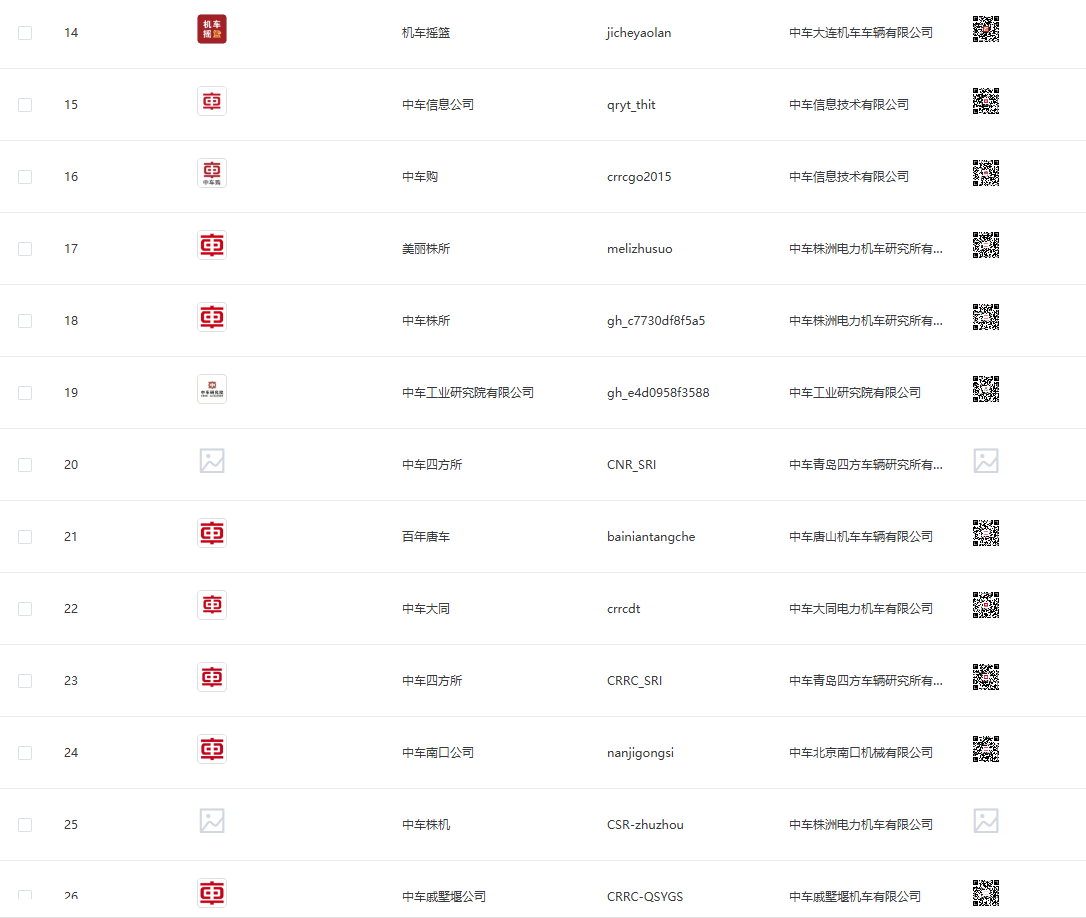 14 机车摇篮 机车摇篮 jicheyaolan 中车大连机车车辆有限公司
15 中车信息公司 qryt_thit 中车信息技术有限公司
16 中车购 中车购 crrcgo2015 中车信息技术有限公司
17 美丽株所 melizhusuo 中车株洲电力机车研究所有...
18 中车株所 gh_c7730df8f5a5 中车株洲电力机车研究所有...
19 中车工业研究院有限公司 gh_e4d0958f3588 中车工业研究院有限公司
20 中车四方所 CNR_SRI 中车青岛四方车辆研究所有...
21 百年唐车 bainiantangche 中车唐山机车车辆有限公司
22 中车大同 crrcdt 中车大同电力机车有限公司
23 中车四方所 CRRC_SRI 中车青岛四方车辆研究所有...
24 中车南口公司 nanjigongsi 中车北京南口机械有限公司
25 中车株机 CSR-zhuzhou 中车株洲电力机车有限公司
26 中车戚墅堰公司 CRRC-QSYGS 中车戚墅堰机车有限公司